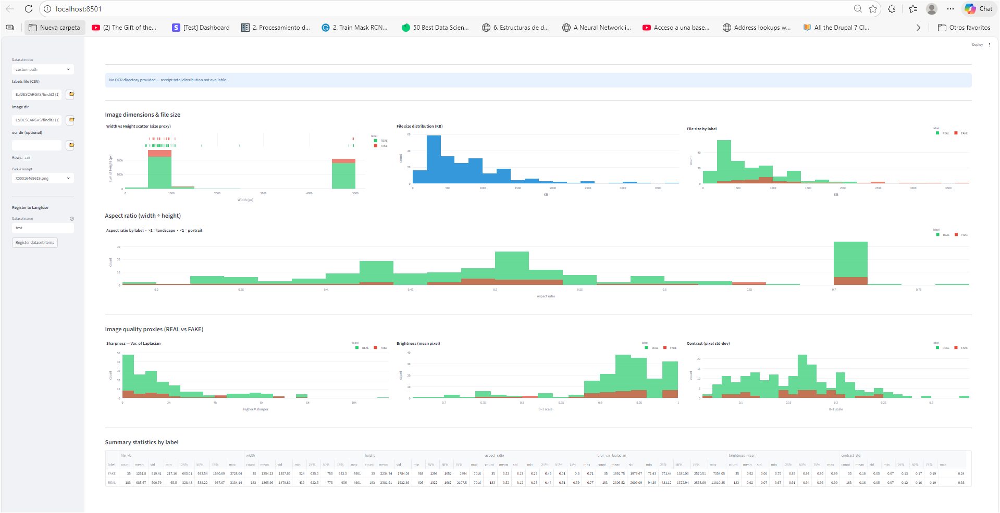 localhost:8501
Chat
Nueva carpeta
(2) The Gift of the...
[Test] Dashboard
2. Procesamiento d...
2. Train Mask RCN...
50 Best Data Scien...
6. Estructuras de d...
A Neural Network i...
Acceso a una base...
Address lookups w...
All the Drupal 7 Cl...
Otros favoritos
Deploy
Dataset mode
custom path
labels file (CSV)
E:/DESCARGAS/findit2 (1)
image dir
E:/DESCARGAS/findit2 (1)
ocr dir (optional)
Rows: 218
Pick a receipt
X00016469619.png
Register to Langfuse
Dataset name
test
Register dataset items
No OCR directory provided — receipt total distribution not available.
Image dimensions & file size
Width vs Height scatter (size proxy)
label
REAL
FAKE
sum of Height (px)
200k
100k
0
0 1000 2000 3000 4000 5000
Width (px)
File size distribution (KB)
count
60
40
20
0
0 500 1000 1500 2000 2500 3000 3500
KB
File size by label
label
REAL FAKE
count
40
20
0
0 500 1000 1500 2000 2500 3000 3500
KB
Aspect ratio (width ÷ height)
Aspect ratio by label · >1 = landscape · <1 = portrait
label
REAL FAKE
count
30
20
10
0
0.3 0.35 0.4 0.45 0.5 0.55 0.6 0.65 0.7 0.75
Aspect ratio
Image quality proxies (REAL vs FAKE)
Sharpness — Var. of Laplacian
label
REAL FAKE
count
50
40
30
20
10
0
0 2k 4k 6k 8k 10k
Higher = sharper
Brightness (mean pixel)
label
REAL FAKE
count
40
30
20
10
0
0.7 0.75 0.8 0.85 0.9 0.95 1
0–1 scale
Contrast (pixel std-dev)
label
REAL FAKE
count
20
15
10
5
0
0.1 0.15 0.2 0.25 0.3
0–1 scale
Summary statistics by label
file_kb width height aspect_ratio blur_var_laplacian brightness_mean contrast_std
label count mean std min 25% 50% 75% max count mean std min 25% 50% 75% max count mean std min 25% 50% 75% max count mean std min 25% 50% 75% max count mean std min 25% 50% 75% max count mean std min 25% 50% 75% max count mean std min 25% 50% 75% max
FAKE 35 1261.8 919.41 217.16 665.01 933.54 1640.69 3728.04 35 1254.23 1357.66 524 625.5 753 933.5 4961 35 2234.34 1784.03 968 1298 1652 1894 7016 35 0.52 0.12 0.29 0.45 0.51 0.6 0.71 35 1992.75 1979.67 71.43 571.44 1380.03 2570.51 7554.05 35 0.92 0.06 0.75 0.89 0.93 0.95 0.99 35 0.16 0.05 0.07 0.13 0.17 0.19 0.24
REAL 183 685.67 500.79 65.5 328.48 538.22 937.67 3134.14 183 1365.96 1479.89 439 622.5 775 936 4961 183 2381.91 1932.69 605 1327 1667 2107.5 7016 183 0.52 0.12 0.28 0.44 0.51 0.59 0.77 183 2006.52 2009.09 94.29 481.17 1372.94 2563.89 11010.85 183 0.92 0.07 0.67 0.91 0.94 0.96 0.99 183 0.16 0.05 0.07 0.12 0.16 0.19 0.33